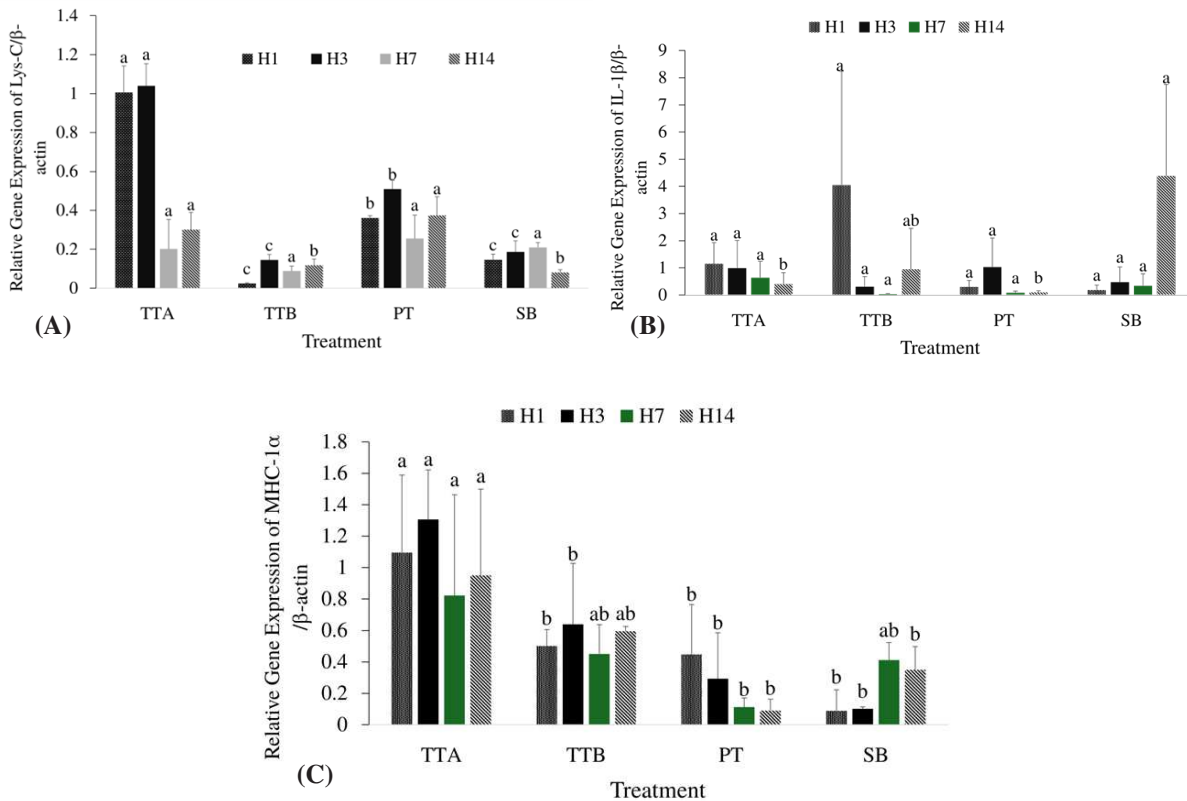 Relative Gene Expression of Lys-C/β-
actin
1.4
1.2
1
0.8
0.6
0.4
0.2
0
H1 H3 H7 H14
a a a a
c c a b
b b a a
c c a b
TTA TTB PT SB
Treatment
(A)
Relative Gene Expression of IL-1β/β-
actin
9
8
7
6
5
4
3
2
1
0
H1 H3 H7 H14
a a a b
a a a ab
a a a b
a a a a
TTA TTB PT SB
Treatment
(B)
Relative Gene Expression of MHC-1α
/β-actin
1.8
1.6
1.4
1.2
1
0.8
0.6
0.4
0.2
0
H1 H3 H7 H14
a a a a
b b ab ab
b b b b
b b ab b
TTA TTB PT SB
Treatment
(C)